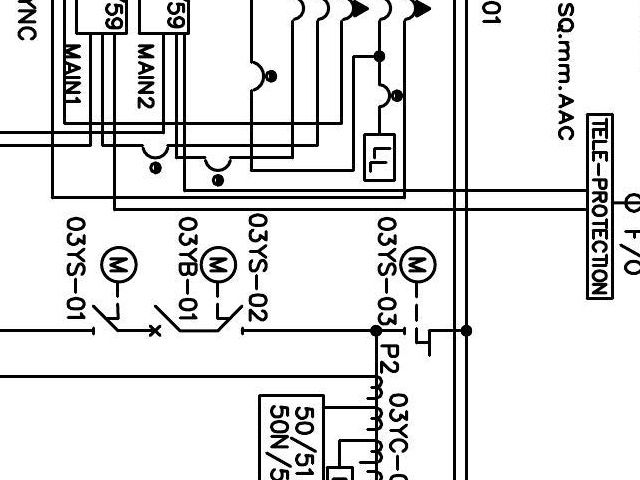 SQ.mm.AAC
01
TELE-PROTECTION
F/O
YNC
/59
/59
MAIN1
MAIN2
LL
03YS-01
M
03YB-01
M
03YS-02
03YS-03
M
P2
03YC-
50/51
50N/5